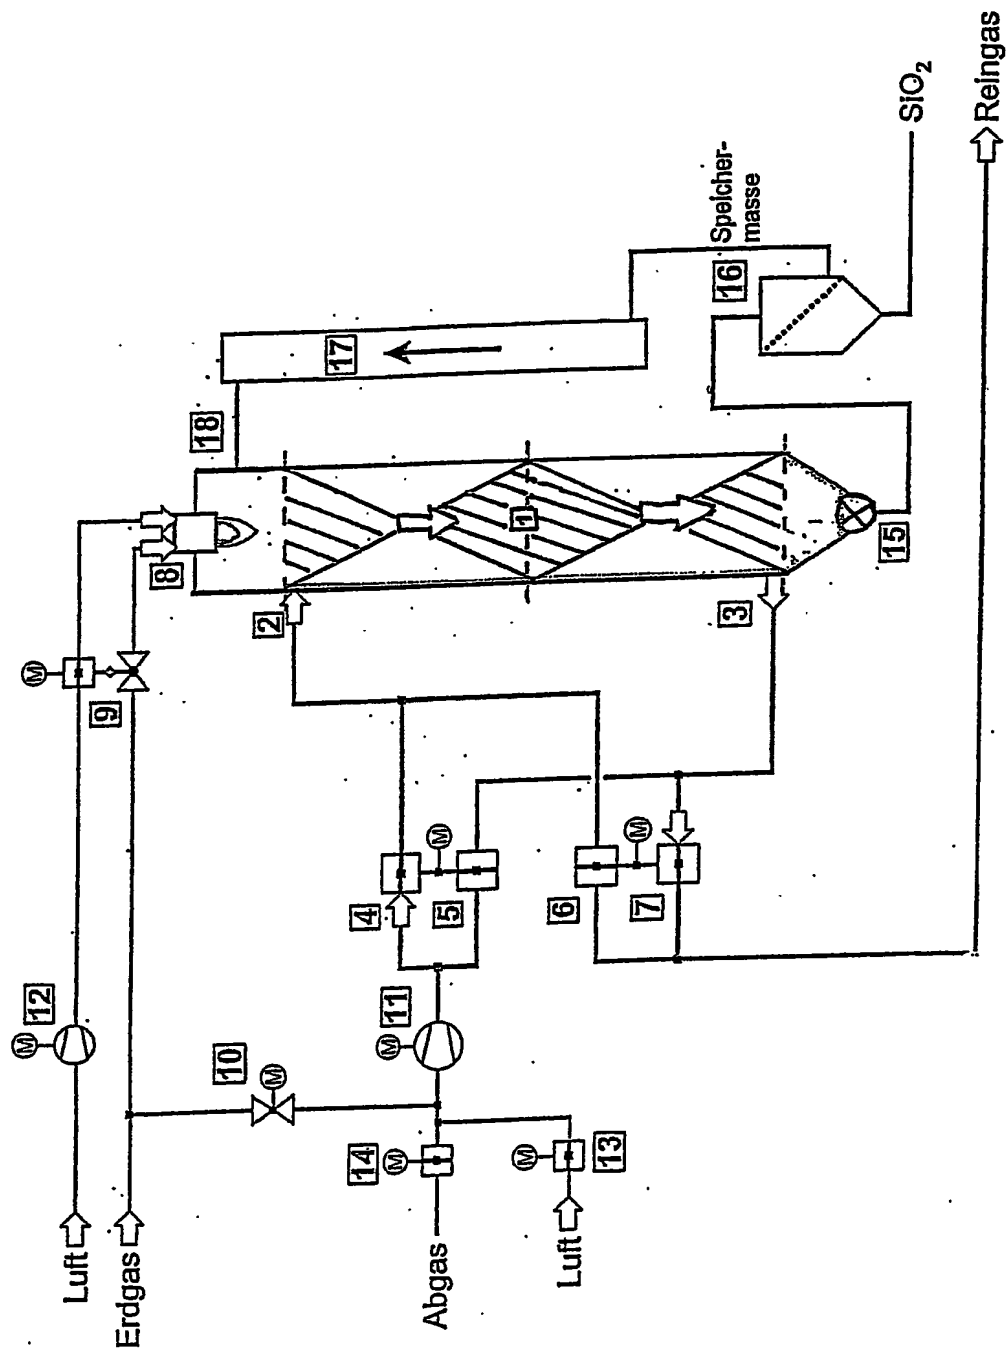 M
M
12
Luft
9
Erdgas
8
18
10
M
2
17
14
4
M
M
11
Abgas
M
5
1
M
6
Luft
13
M
7
16
Speicher-
masse
3
15
SiO₂
Reingas